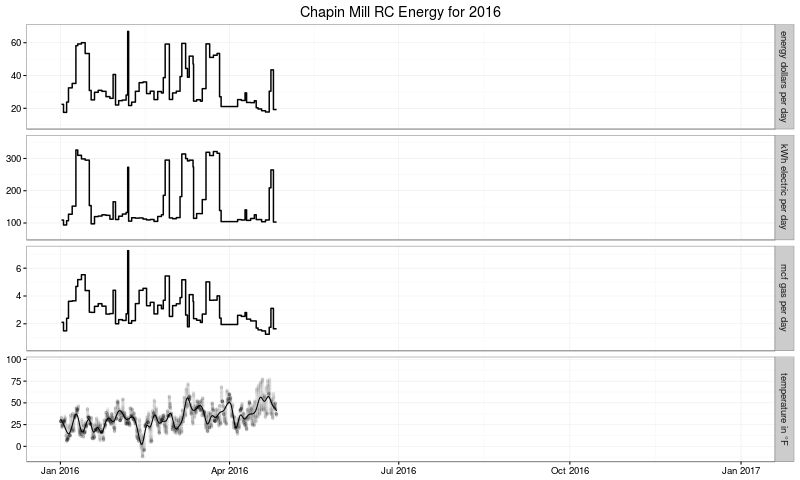 Chapin Mill RC Energy for 2016
60
40
20
energy dollars per day
300
200
100
kWh electric per day
6
4
2
mcf gas per day
100
75
50
25
0
temperature in °F
Jan 2016 Apr 2016 Jul 2016 Oct 2016 Jan 2017